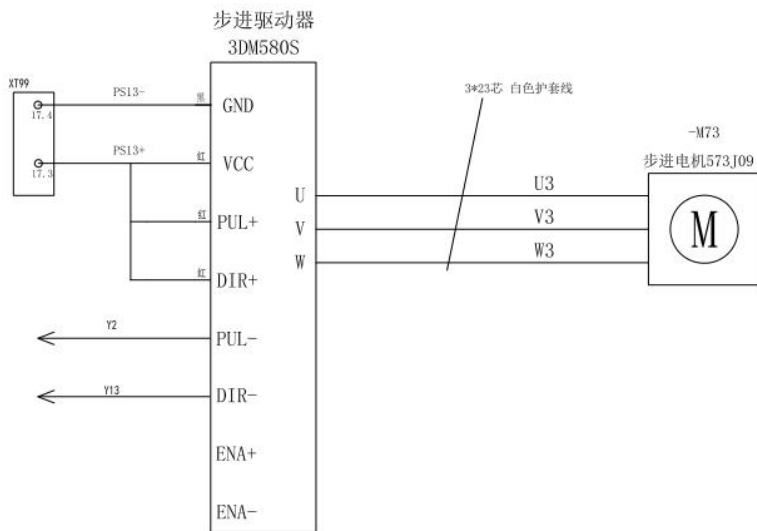 步进驱动器
3DM580S
XT99
PS13-
黑
GND
17.4
PS13+
红
VCC
17.3
红
PUL+
红
DIR+
Y2
PUL-
Y13
DIR-
ENA+
ENA-
U
V
W
3*23芯 白色护套线
U3
V3
W3
-M73
步进电机573J09
M